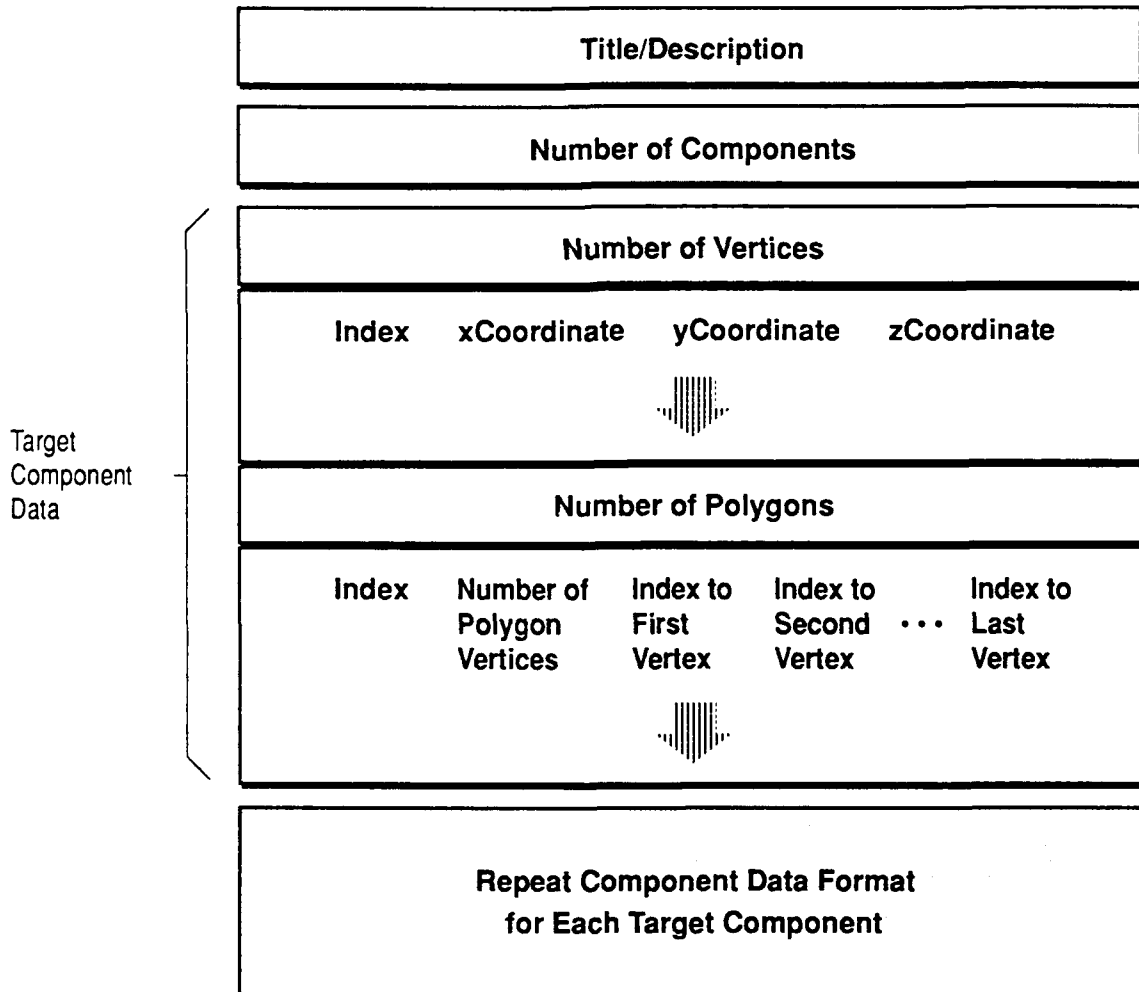 Title/Description
Number of Components
Number of Vertices
Index xCoordinate yCoordinate zCoordinate
Target
Component
Data
Number of Polygons
Index Number of Polygon Vertices Index to First Vertex Index to Second Vertex • • • Index to Last Vertex
Repeat Component Data Format
for Each Target Component